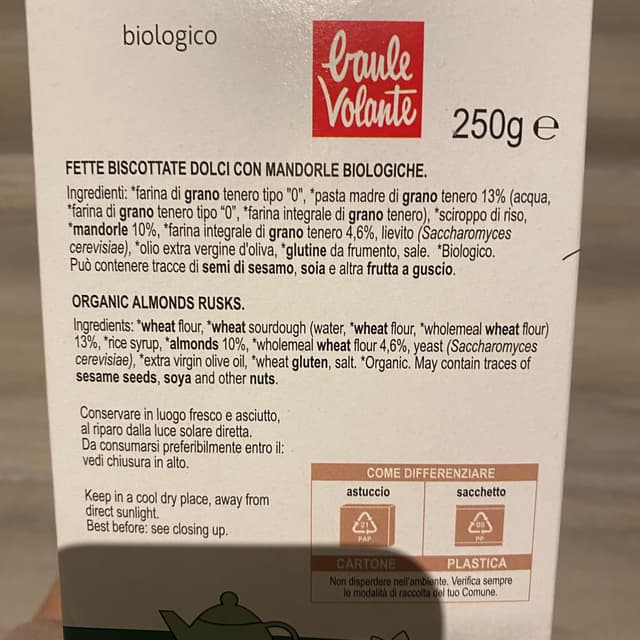 biologico
baule
Volante
250g e
FETTE BISCOTTATE DOLCI CON MANDORLE BIOLOGICHE.
Ingredienti: *farina di grano tenero tipo "0", *pasta madre di grano tenero 13% (acqua,
*farina di grano tenero tipo "0", *farina integrale di grano tenero), *sciroppo di riso,
*mandorle 10%, *farina integrale di grano tenero 4,6%, lievito (Saccharomyces
cerevisiae), *olio extra vergine d'oliva, *glutine da frumento, sale. *Biologico.
Può contenere tracce di semi di sesamo, soia e altra frutta a guscio.
ORGANIC ALMONDS RUSKS.
Ingredients: *wheat flour, *wheat sourdough (water, *wheat flour, *wholemeal wheat flour)
13%, *rice syrup, *almonds 10%, *wholemeal wheat flour 4,6%, yeast (Saccharomyces
cerevisiae), *extra virgin olive oil, *wheat gluten, salt. *Organic. May contain traces of
sesame seeds, soya and other nuts.
Conservare in luogo fresco e asciutto,
al riparo dalla luce solare diretta.
Da consumarsi preferibilmente entro il:
vedi chiusura in alto.
Keep in a cool dry place, away from
direct sunlight.
Best before: see closing up.
COME DIFFERENZIARE
astuccio
sacchetto
21
PAP
05
PP
CARTONE
PLASTICA
Non disperdere nell'ambiente. Verifica sempre
le modalità di raccolta del tuo Comune.